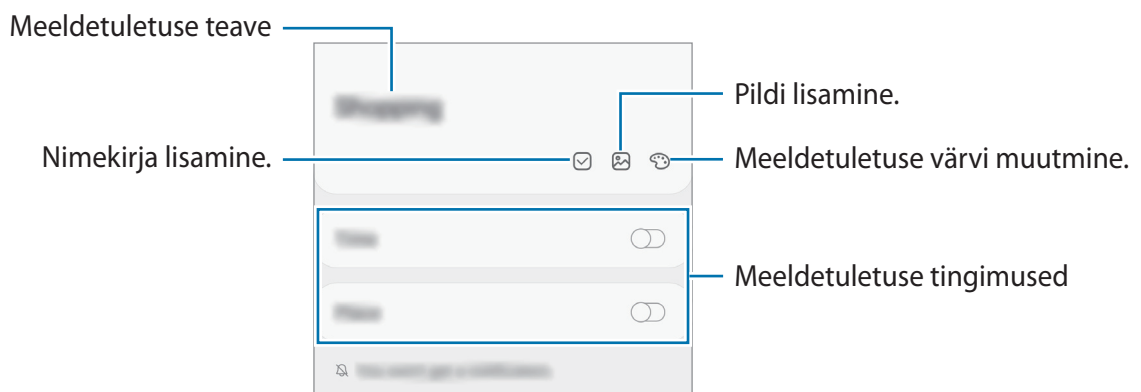 Meeldetuletuse teave
Pildi lisamine.
Nimekirja lisamine.
Meeldetuletuse värvi muutmine.
Meeldetuletuse tingimused